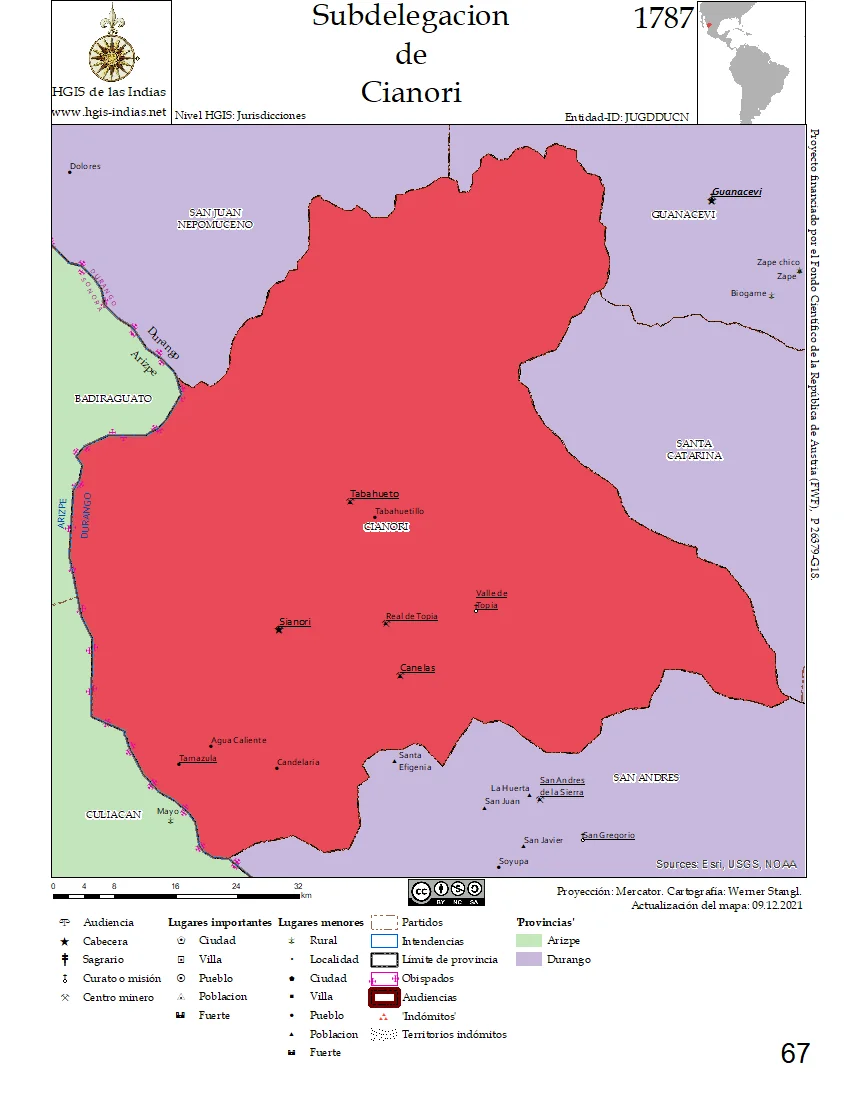 Subdelegacion
de
Cianori
1787
HGIS de las Indias
www.hgis-indias.net
Nivel HGIS: Jurisdicciones
Entidad-ID: JUGDDUCN
Dolores
SAN JUAN
NEPOMUCENO
Guanacevi
GUANACEVI
Zape chico
Zape
Biogame
DURANGO
SONORA
Durango
Arizpe
BADIRAGUATO
SANTA
CATARINA
ARIZPE
DURANGO
Tabahueto
Tabahuetillo
CIANORI
Valle de
Topia
Sianori
Real de Topia
Canelas
Agua Caliente
Tamazula
Candelaria
Santa
Efigenia
SAN ANDRES
La Huerta
San Andres
de la Sierra
San Juan
CULIACAN
Mayo
San Javier
San Gregorio
Soyupa
Sources: Esri, USGS, NOAA
Proyecto financiado por el Fondo Científico de la República de Austria (FWF), P 26379-G18.
0 4 8 16 24 32
km
CC BY NC SA
Proyección: Mercator. Cartografía: Werner Stangl.
Actualización del mapa: 09.12.2021
Audiencia
Cabecera
Sagrario
Curato o misión
Centro minero
Lugares importantes
Ciudad
Villa
Pueblo
Poblacion
Fuerte
Lugares menores
Rural
Localidad
Ciudad
Villa
Pueblo
Poblacion
Fuerte
Partidos
Intendencias
Límite de provincia
Obispados
Audiencias
'Indómitos'
Territorios indómitos
'Provincias'
Arizpe
Durango
67